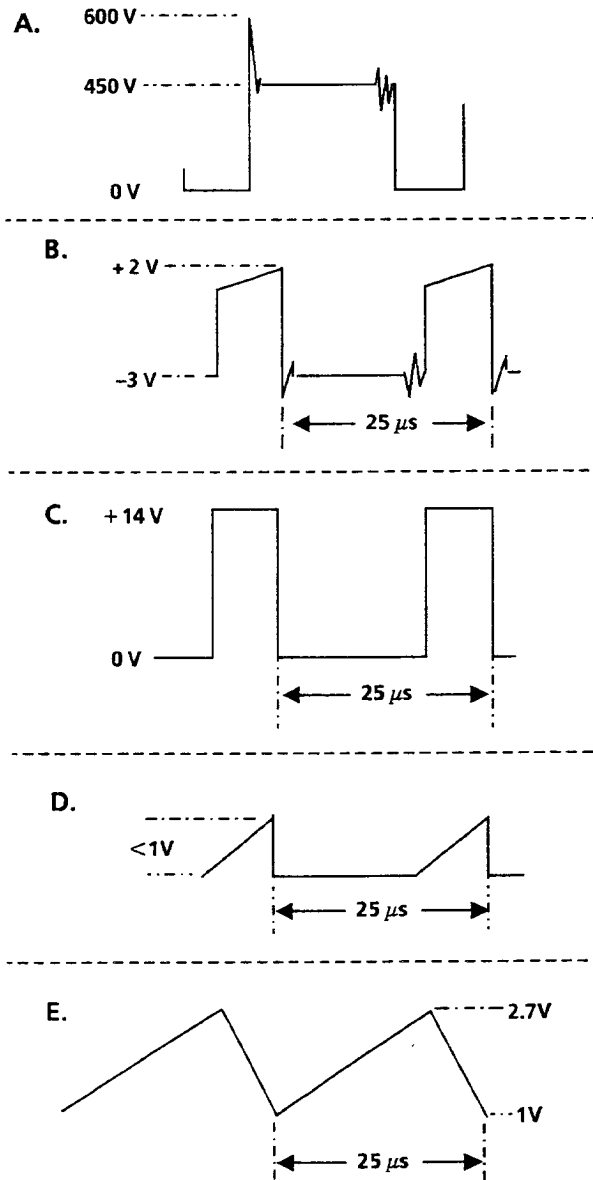 A.
600 V
450 V
0 V
B.
+2 V
–3 V
25 μs
C.
+14 V
0 V
25 μs
D.
<1V
25 μs
E.
2.7V
1V
25 μs